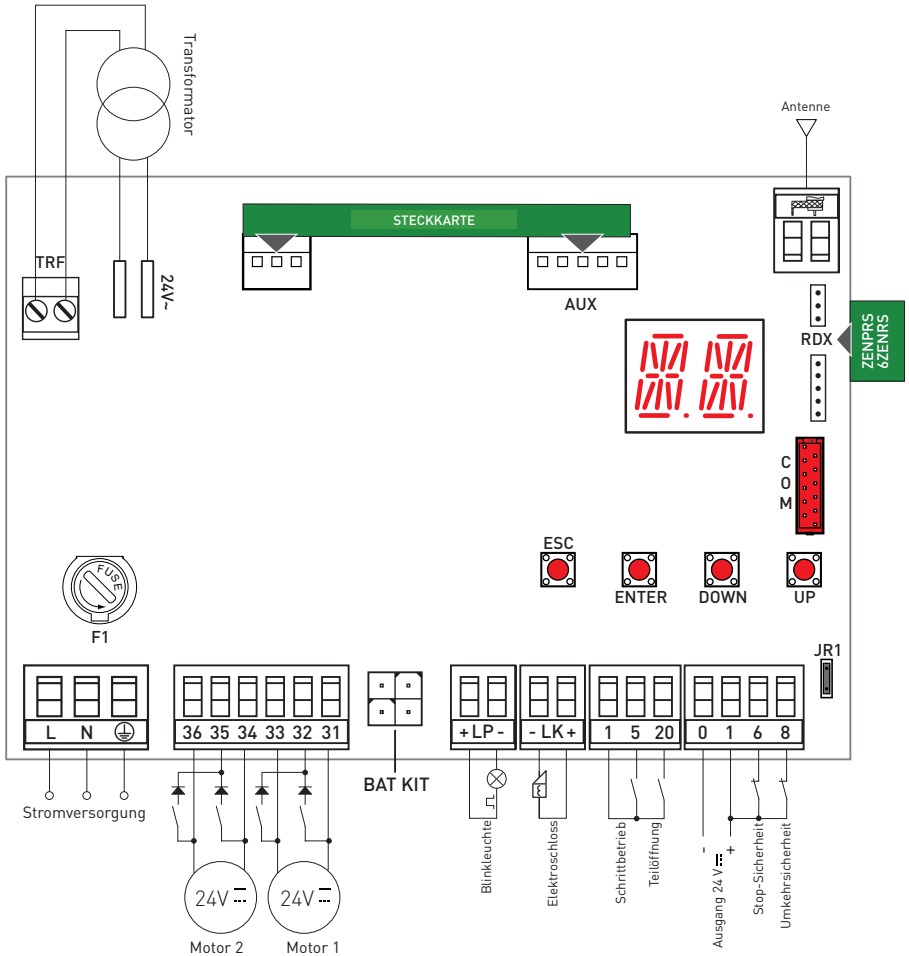 Transformator
Antenne
STECKKARTE
TRF
24V~
AUX
RDX
ZENPRS
6ZENRS
C
O
M
ESC
ENTER
DOWN
UP
FUSE
F1
JR1
L N
36 35 34 33 32 31
BAT KIT
+ LP -
- LK +
1 5 20
0 1 6 8
Stromversorgung
24V
24V
Motor 2
Motor 1
Blinkleuchte
Elektroschloss
Schrittbetrieb
Teilöffnung
Ausgang 24 V
- +
Stop-Sicherheit
Umkehrsicherheit